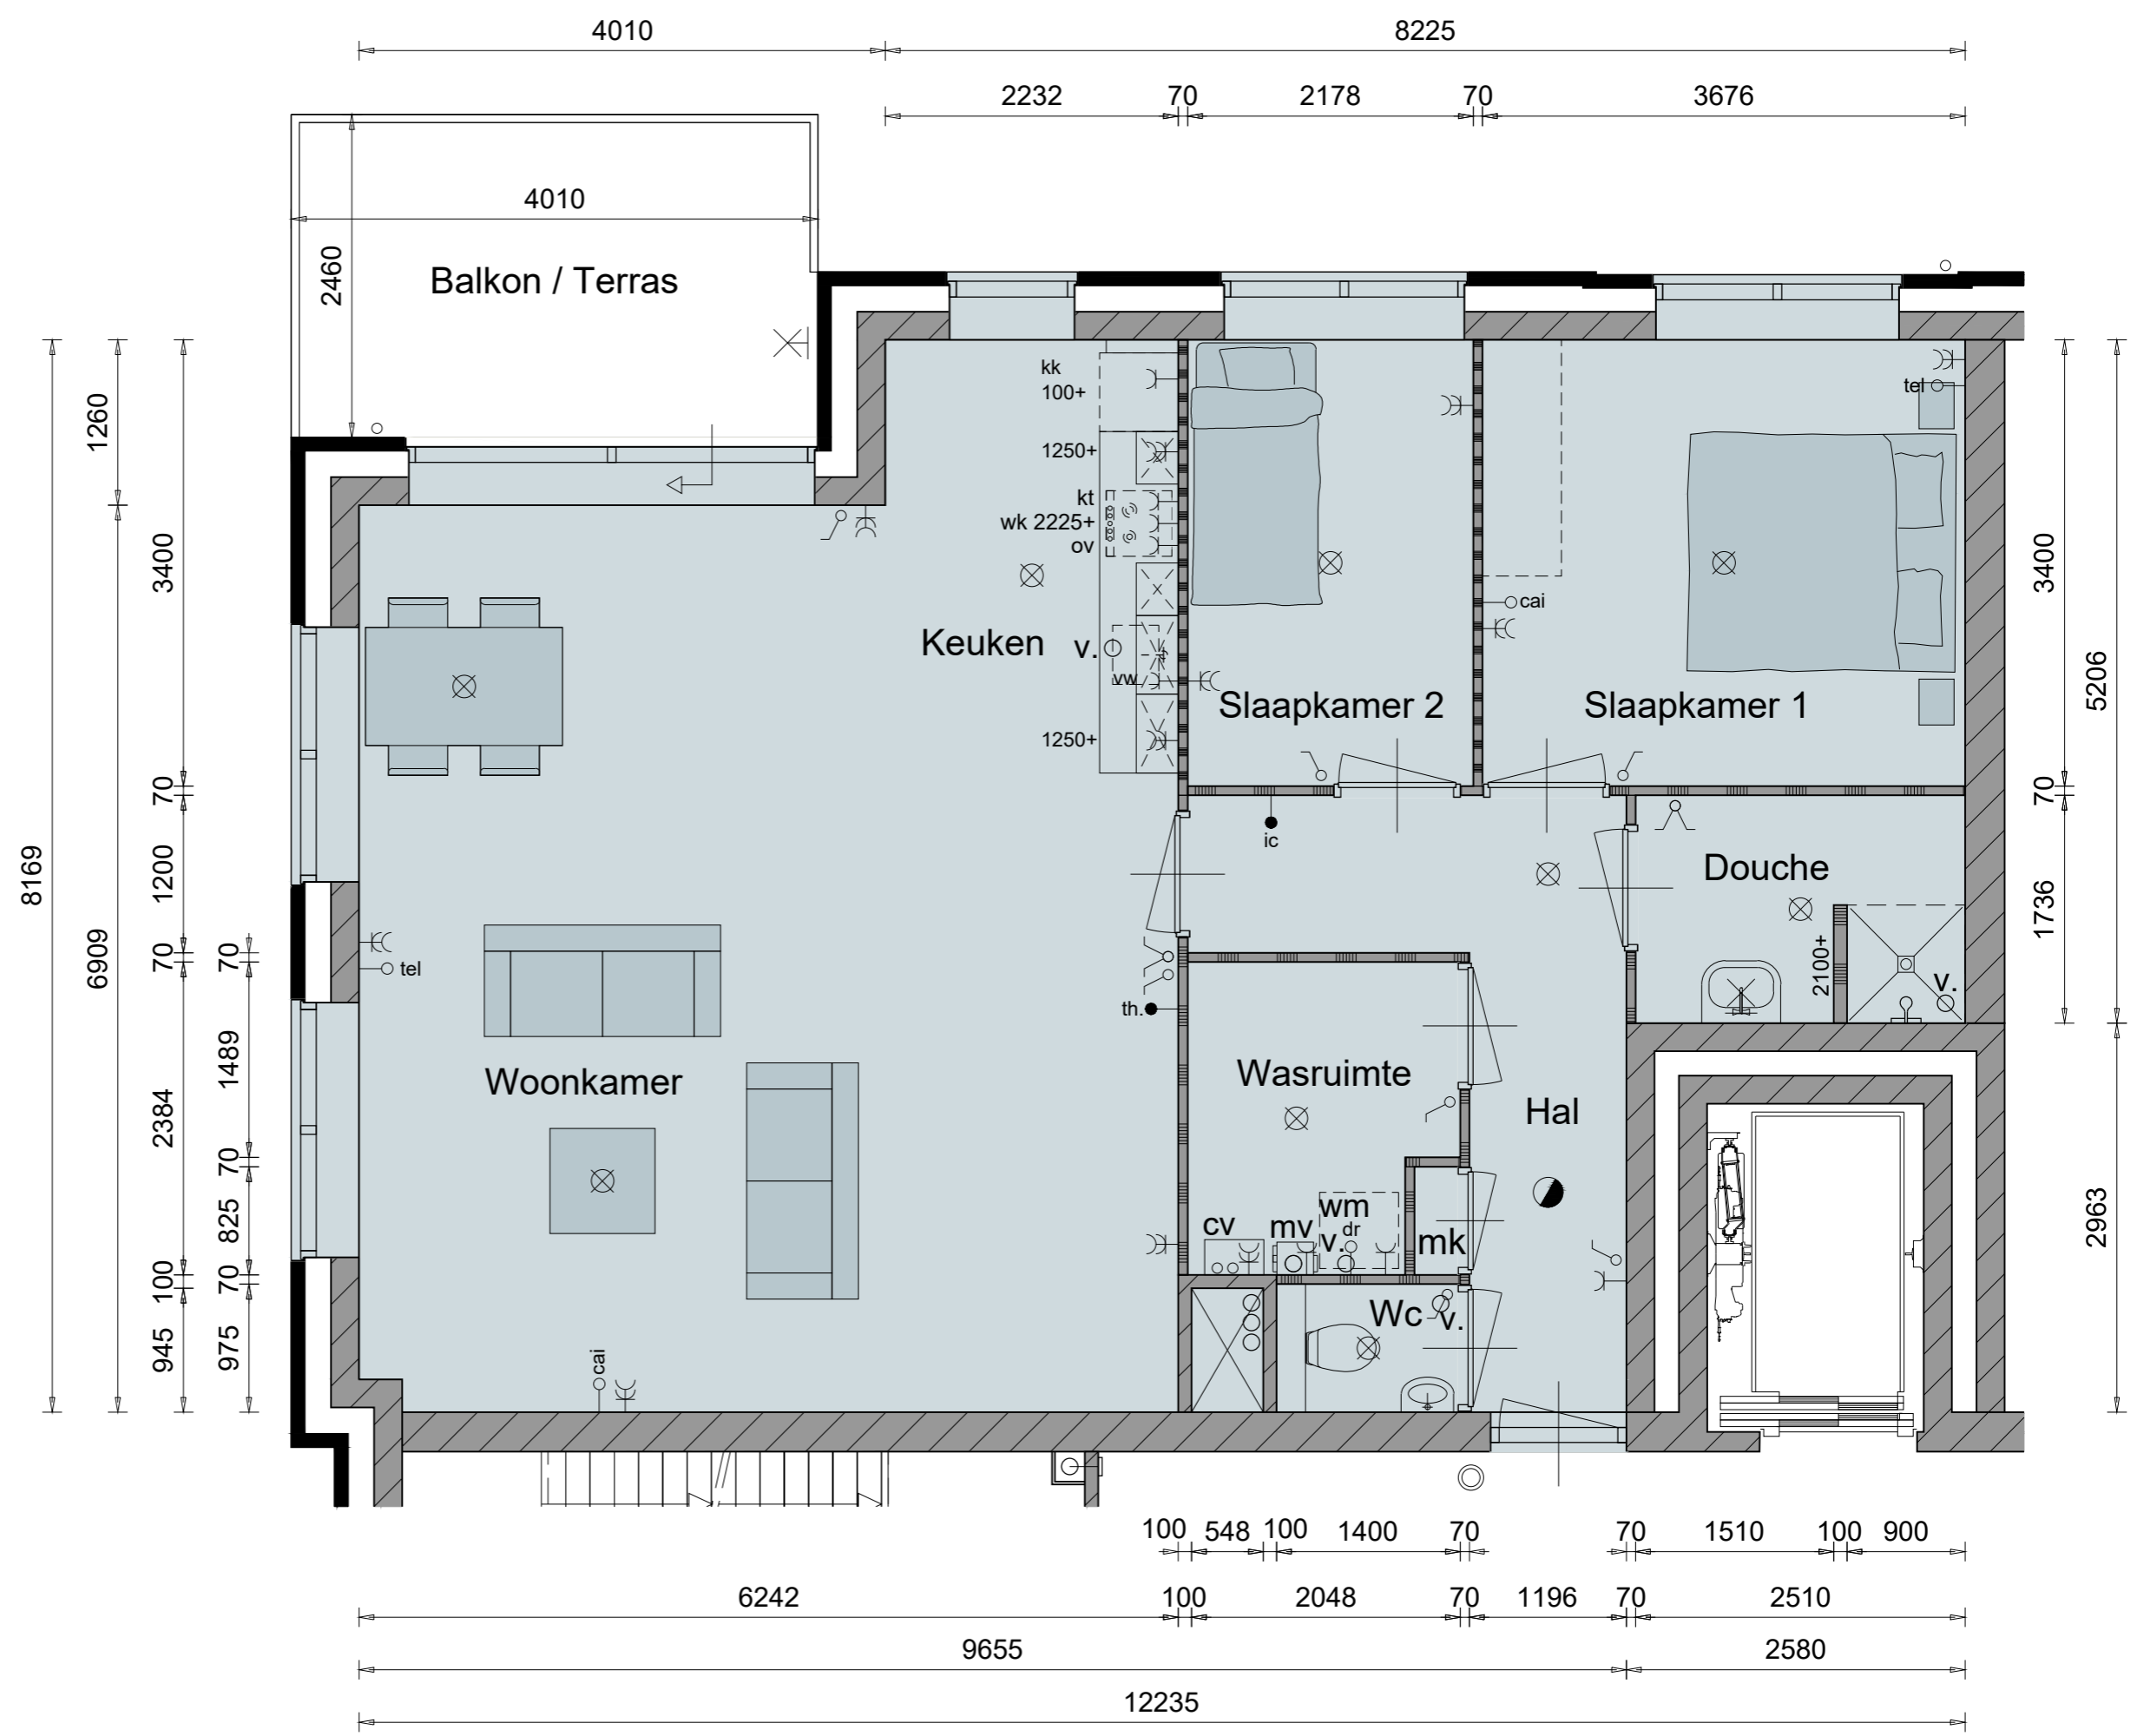 4010 8225
2232 70 2178 70 3676
4010
2460
Balkon / Terras
8169
1260
6909
3400
70
1200
70
2384
100
945
70
1489
70
825
70
975
kk
100+
1250+
kt
wk 2225+
ov
Keuken v.
vw
1250+
Slaapkamer 2
tel
cai
Slaapkamer 1
3400
70
1736
5206
2963
ic
Douche
2100+
v.
tel
th.
Woonkamer
Wasruimte
Hal
cv mv wm
v. dr
mk
Wc v.
cai
100 548 100 1400 70 70 1510 100 900
6242 100 2048 70 1196 70 2510
9655 2580
12235